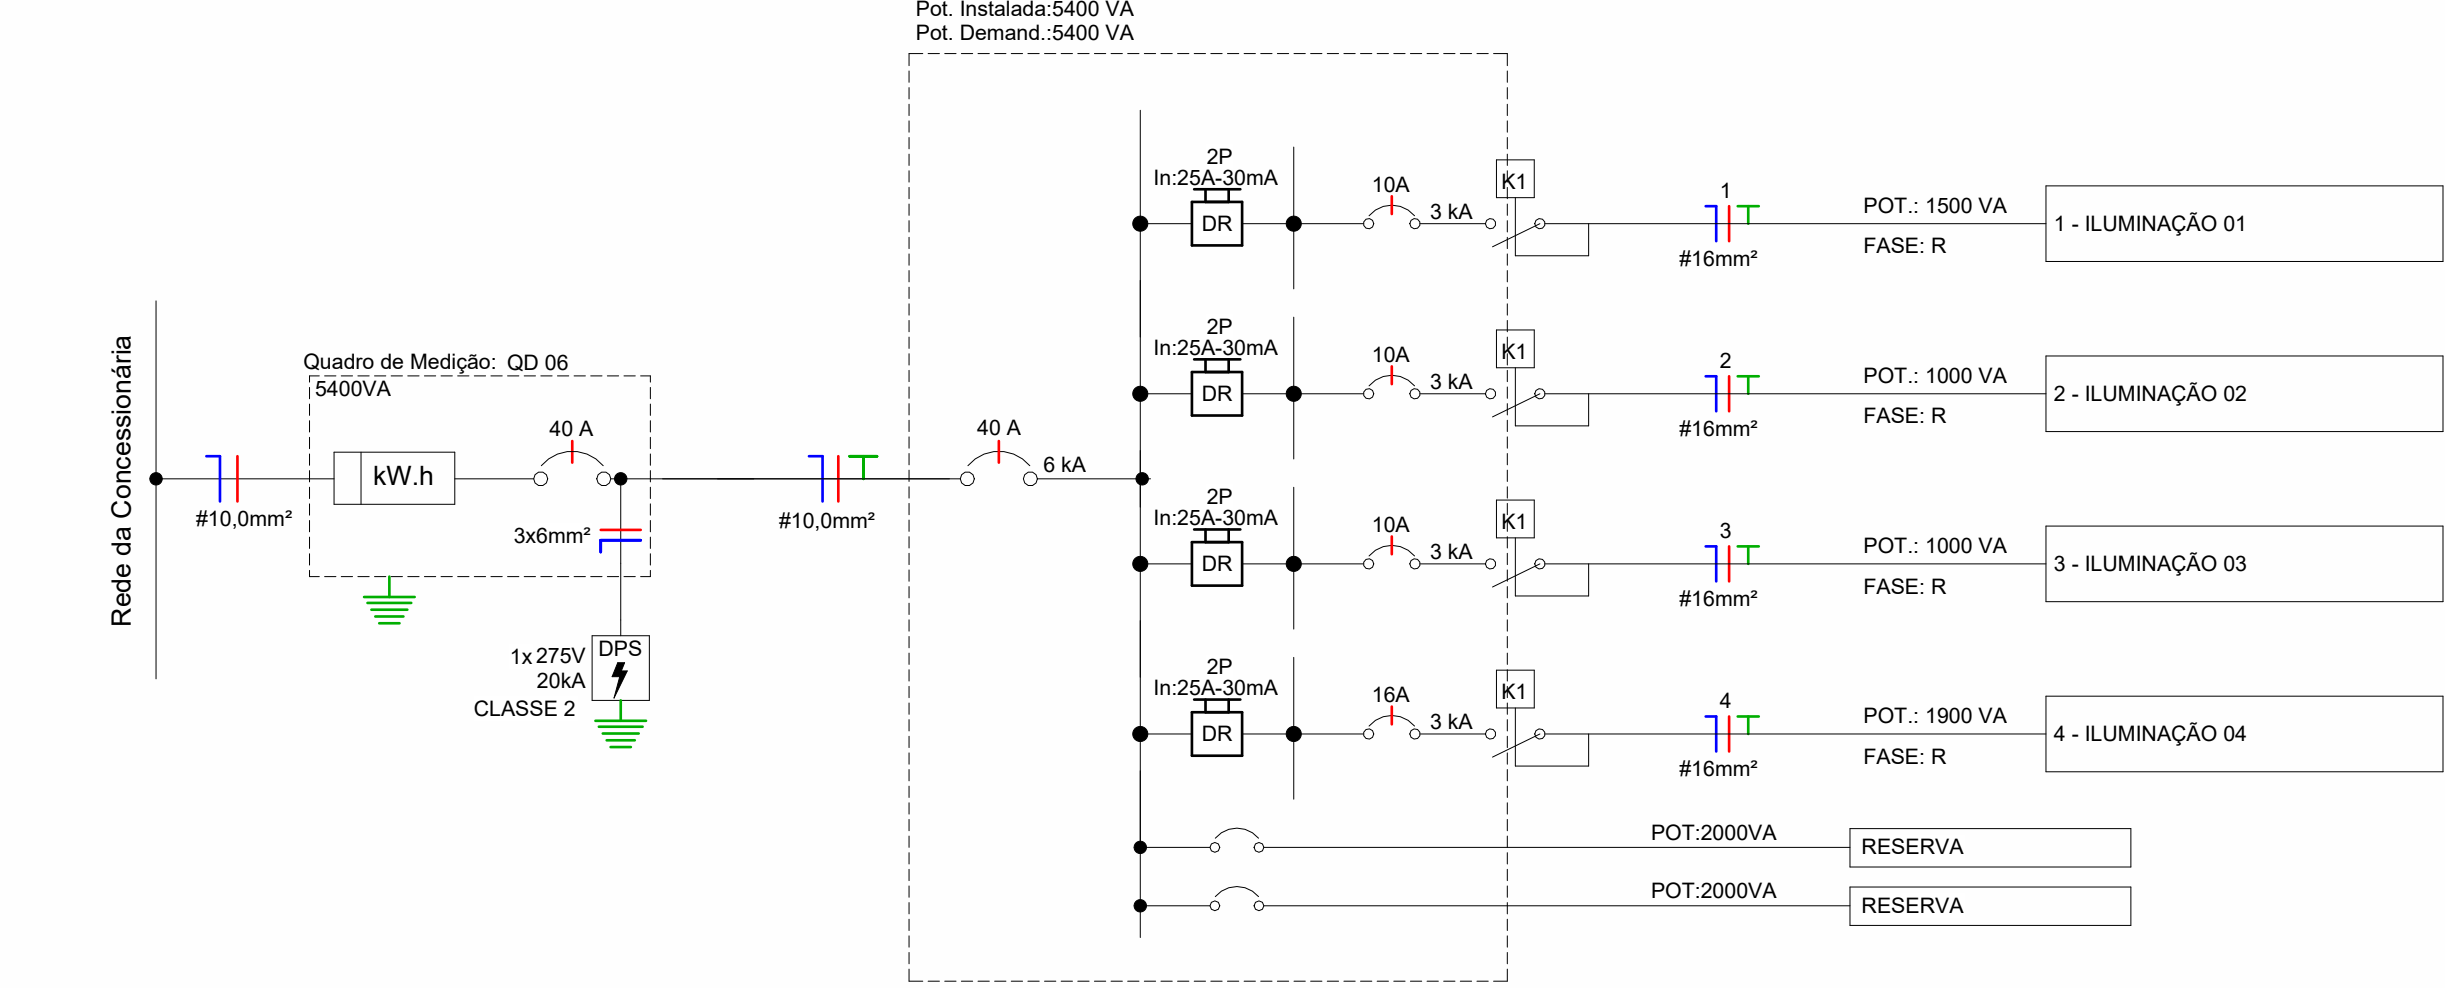 Pot. Instalada:5400 VA
Pot. Demand.:5400 VA
Rede da Concessionária
#10,0mm²
Quadro de Medição: QD 06
5400VA
kW.h
40 A
3x6mm²
DPS
1x 275V
20kA
CLASSE 2
#10,0mm²
40 A
6 kA
2P
In:25A-30mA
DR
10A
3 kA
K1
1
#16mm²
POT.: 1500 VA
FASE: R
1 - ILUMINAÇÃO 01
2P
In:25A-30mA
DR
10A
3 kA
K1
2
#16mm²
POT.: 1000 VA
FASE: R
2 - ILUMINAÇÃO 02
2P
In:25A-30mA
DR
10A
3 kA
K1
3
#16mm²
POT.: 1000 VA
FASE: R
3 - ILUMINAÇÃO 03
2P
In:25A-30mA
DR
16A
3 kA
K1
4
#16mm²
POT.: 1900 VA
FASE: R
4 - ILUMINAÇÃO 04
POT:2000VA
RESERVA
POT:2000VA
RESERVA